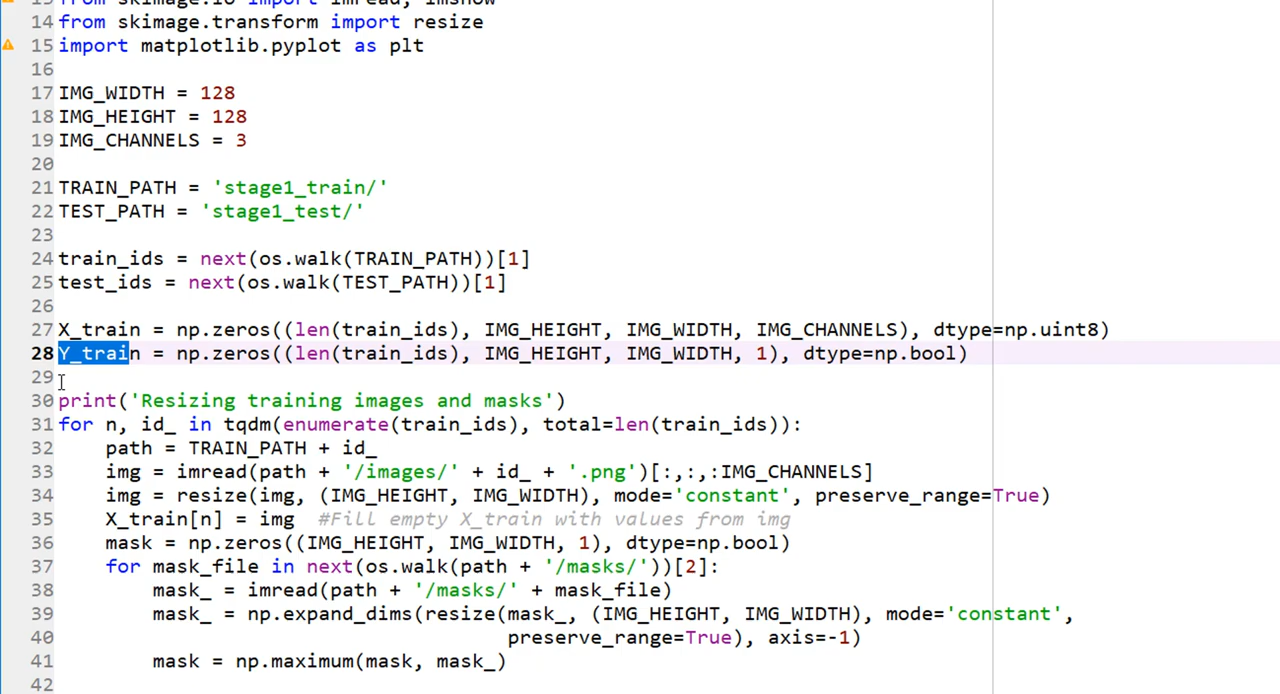 13 from skimage.io import imread, imshow
14 from skimage.transform import resize
15 import matplotlib.pyplot as plt
16
17 IMG_WIDTH = 128
18 IMG_HEIGHT = 128
19 IMG_CHANNELS = 3
20
21 TRAIN_PATH = 'stage1_train/'
22 TEST_PATH = 'stage1_test/'
23
24 train_ids = next(os.walk(TRAIN_PATH))[1]
25 test_ids = next(os.walk(TEST_PATH))[1]
26
27 X_train = np.zeros((len(train_ids), IMG_HEIGHT, IMG_WIDTH, IMG_CHANNELS), dtype=np.uint8)
28 Y_train = np.zeros((len(train_ids), IMG_HEIGHT, IMG_WIDTH, 1), dtype=np.bool)
29
30 print('Resizing training images and masks')
31 for n, id_ in tqdm(enumerate(train_ids), total=len(train_ids)):
32     path = TRAIN_PATH + id_
33     img = imread(path + '/images/' + id_ + '.png')[:,:,:IMG_CHANNELS]
34     img = resize(img, (IMG_HEIGHT, IMG_WIDTH), mode='constant', preserve_range=True)
35     X_train[n] = img  #Fill empty X_train with values from img
36     mask = np.zeros((IMG_HEIGHT, IMG_WIDTH, 1), dtype=np.bool)
37     for mask_file in next(os.walk(path + '/masks/'))[2]:
38         mask_ = imread(path + '/masks/' + mask_file)
39         mask_ = np.expand_dims(resize(mask_, (IMG_HEIGHT, IMG_WIDTH), mode='constant',
40                                       preserve_range=True), axis=-1)
41         mask = np.maximum(mask, mask_)
42